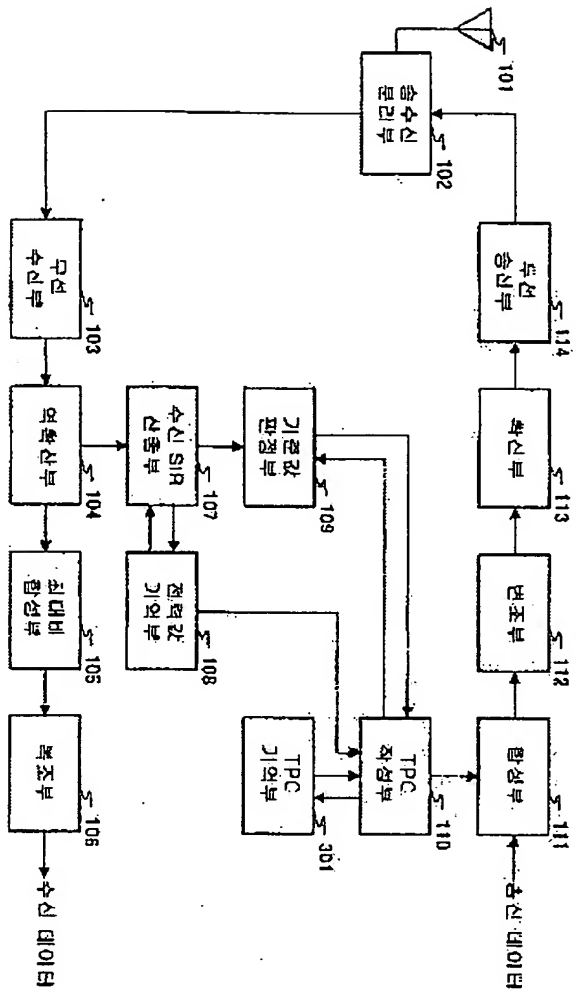 101
송수신
분리부
102
무선
송신부
114
확산부
113
변조부
112
합성부
111
송신 데이터
무선
수신부
103
역확산부
104
최대비
합성부
105
복조부
106
수신 데이터
수신 SIR
산출부
107
전력값
기억부
108
기준값
판정부
109
TPC
작성부
110
TPC
기억부
301